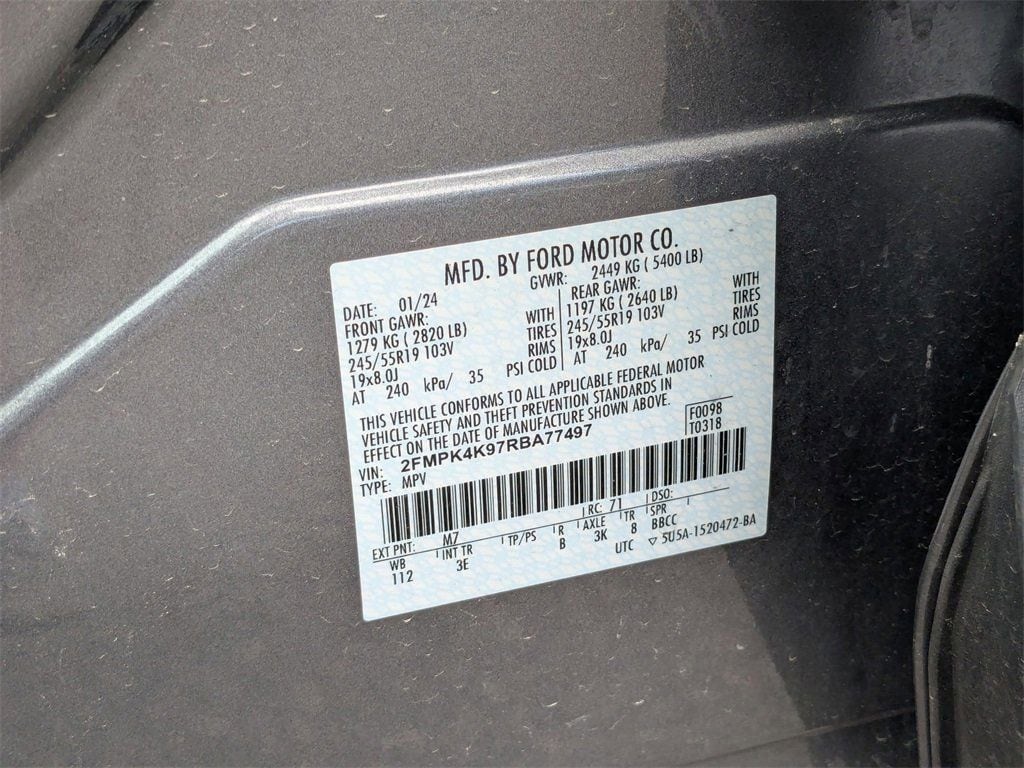 MFD. BY FORD MOTOR CO.
DATE: 01/24 GVWR: 2449 KG ( 5400 LB)
FRONT GAWR: REAR GAWR:
1279 KG ( 2820 LB) WITH 1197 KG ( 2640 LB) WITH
245/55R19 103V TIRES 245/55R19 103V TIRES
19x8.0J RIMS 19x8.0J RIMS
AT 240 kPa/ 35 PSI COLD AT 240 kPa/ 35 PSI COLD
THIS VEHICLE CONFORMS TO ALL APPLICABLE FEDERAL MOTOR
VEHICLE SAFETY AND THEFT PREVENTION STANDARDS IN
EFFECT ON THE DATE OF MANUFACTURE SHOWN ABOVE.
F0098
T0318
VIN: 2FMPK4K97RBA77497
TYPE: MPV
EXT PNT: M7 RC: 71 DSO:
WB INT TR TP/PS R AXLE TR SPR
112 3E B 3K 8 BBCC
UTC ▽ 5U5A-1520472-BA